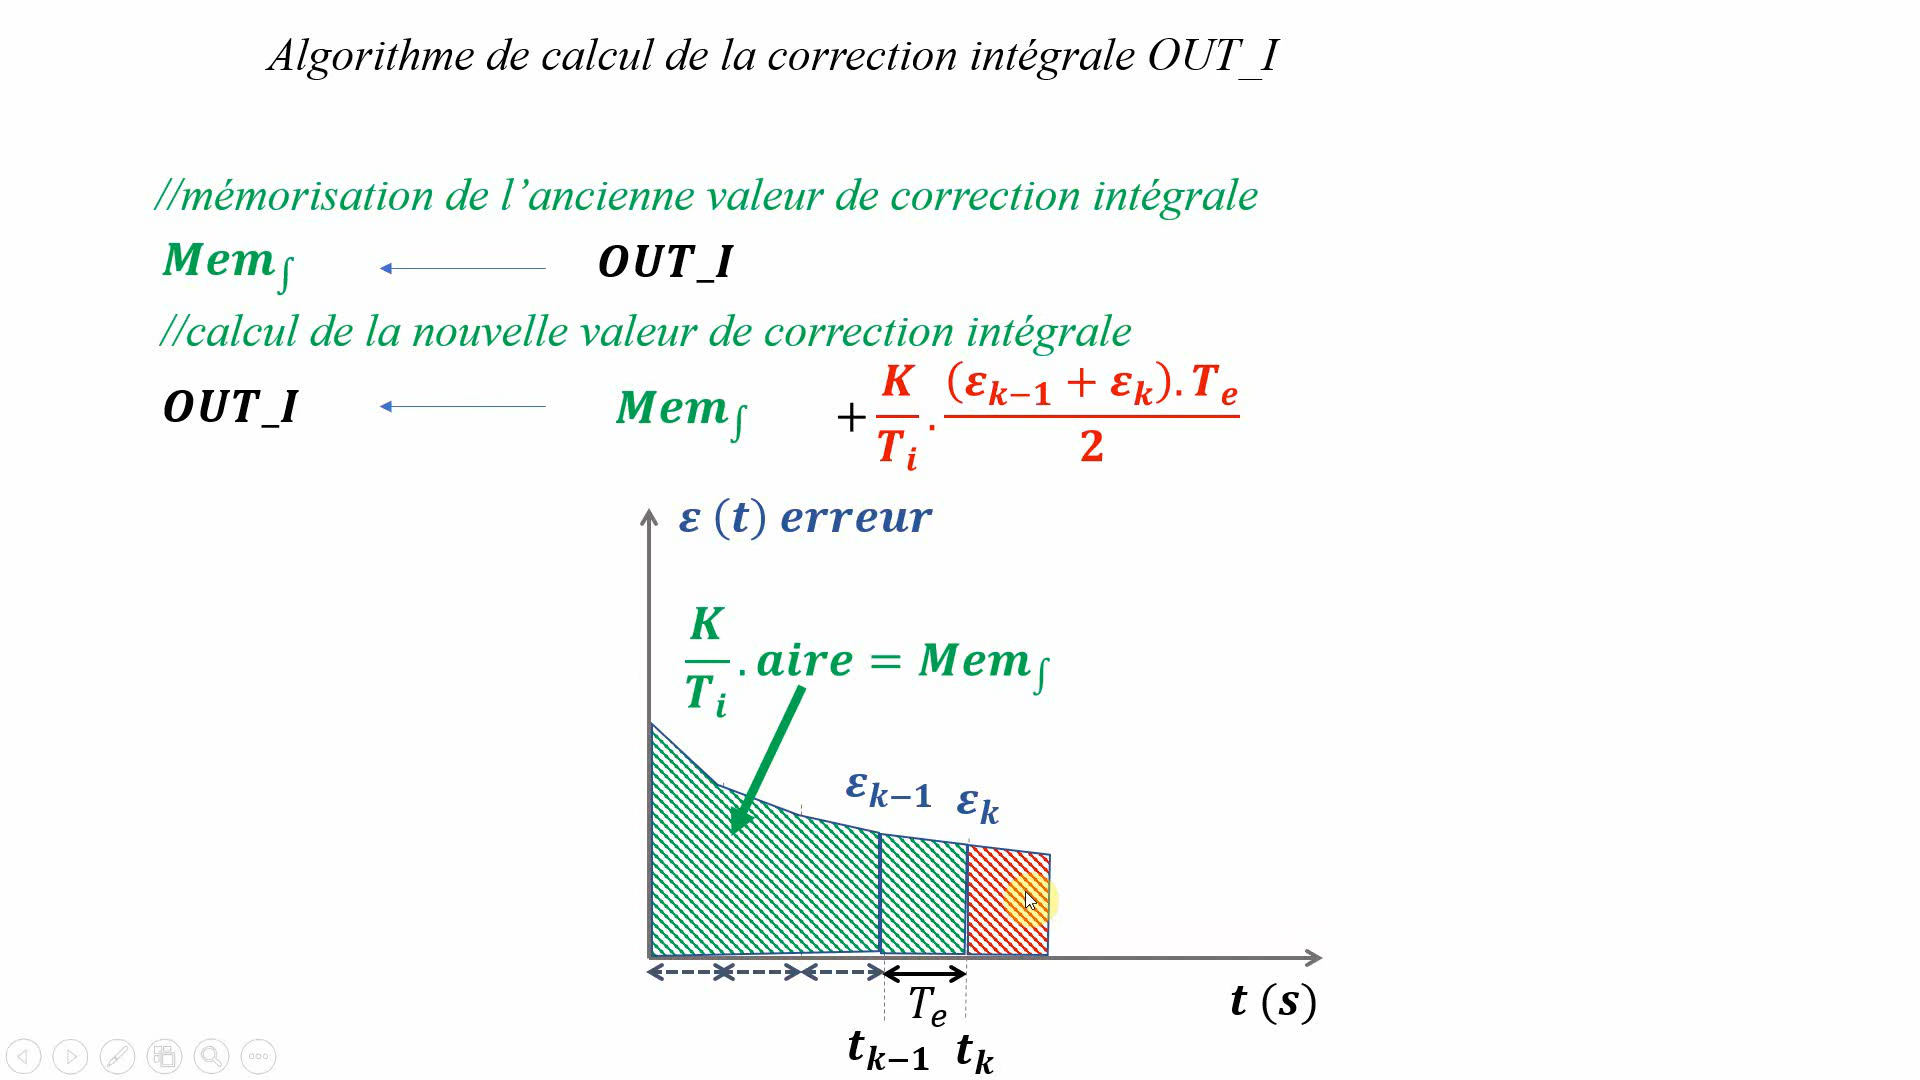 Algorithme de calcul de la correction intégrale OUT_I
//mémorisation de l’ancienne valeur de correction intégrale
Mem∫ ← OUT_I
//calcul de la nouvelle valeur de correction intégrale
OUT_I ← Mem∫ + K/Ti . (εk−1 + εk). Te / 2
ε (t) erreur
K/Ti . aire = Mem∫
εk−1 εk
Te
t (s)
tk−1 tk